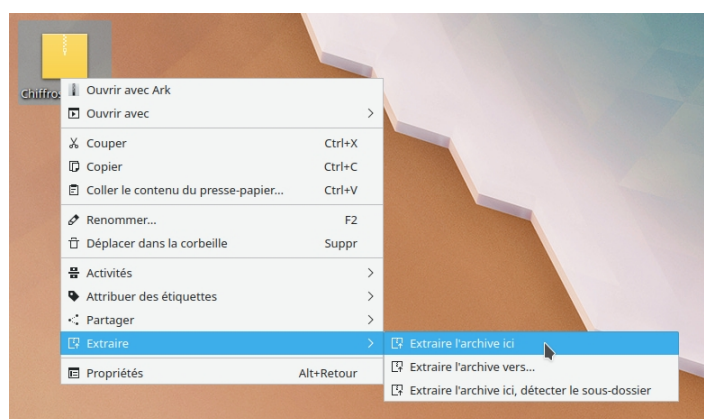 Chiffro
Ouvrir avec Ark
Ouvrir avec
Couper Ctrl+X
Copier Ctrl+C
Coller le contenu du presse-papier... Ctrl+V
Renommer... F2
Déplacer dans la corbeille Suppr
Activités
Attribuer des étiquettes
Partager
Extraire
Extraire l'archive ici
Extraire l'archive vers...
Propriétés Alt+Retour
Extraire l'archive ici, détecter le sous-dossier